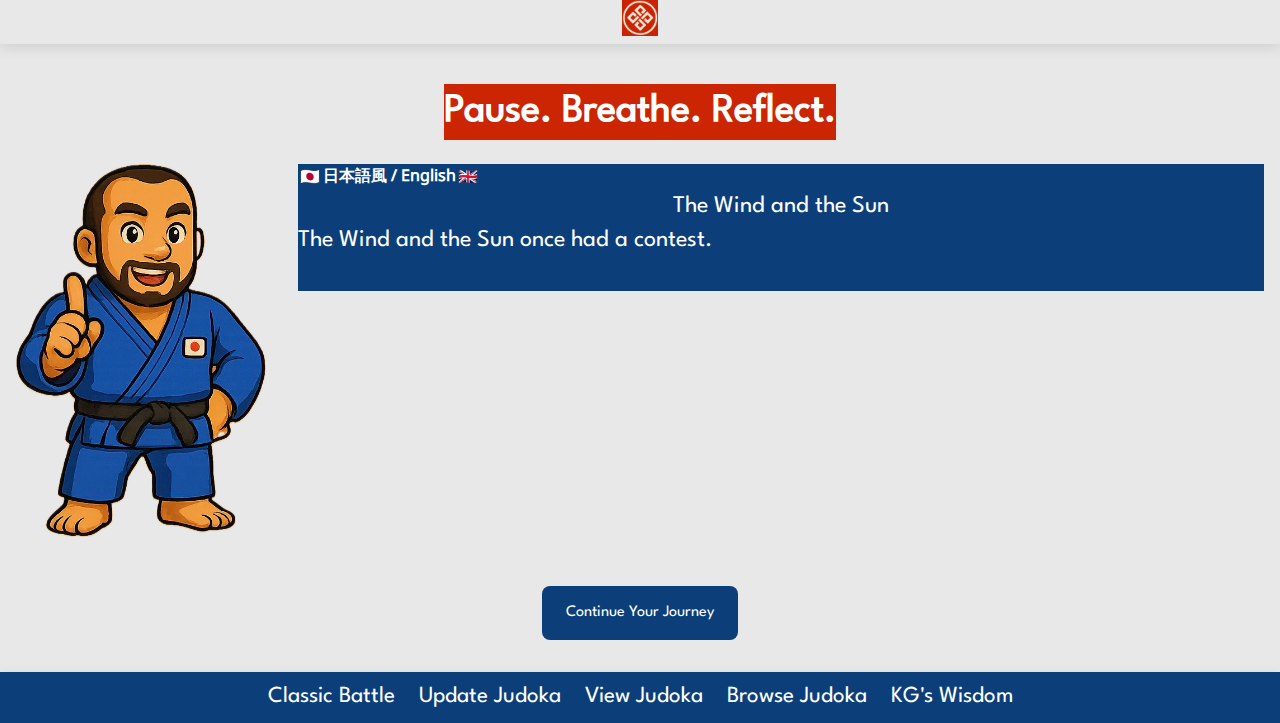 Pause. Breathe. Reflect.
日本語風 / English
The Wind and the Sun
The Wind and the Sun once had a contest.
Continue Your Journey
Classic Battle Update Judoka View Judoka Browse Judoka KG's Wisdom